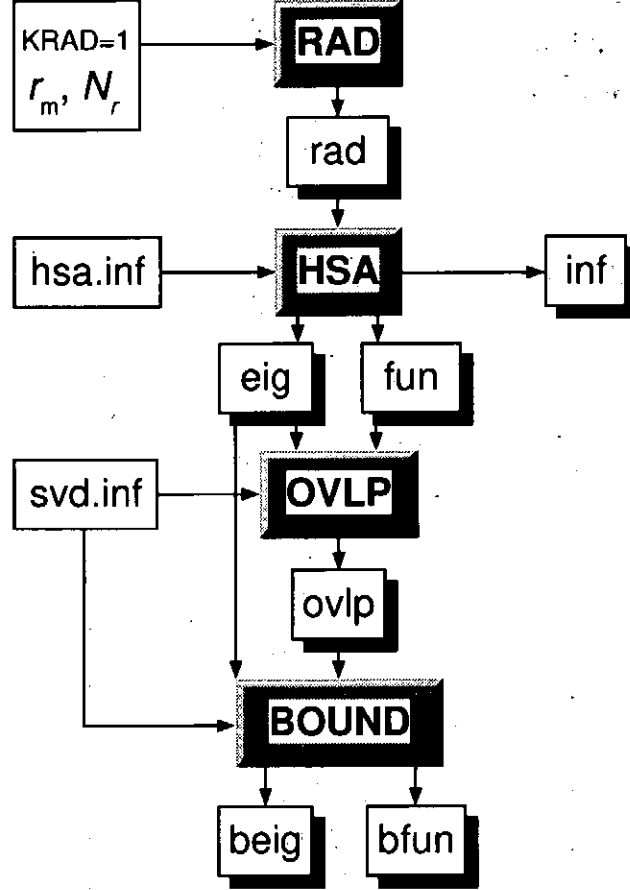 KRAD=1
RAD
r_m, N_r
rad
hsa.inf
HSA
inf
eig
fun
svd.inf
OVLP
ovlp
BOUND
beig
bfun